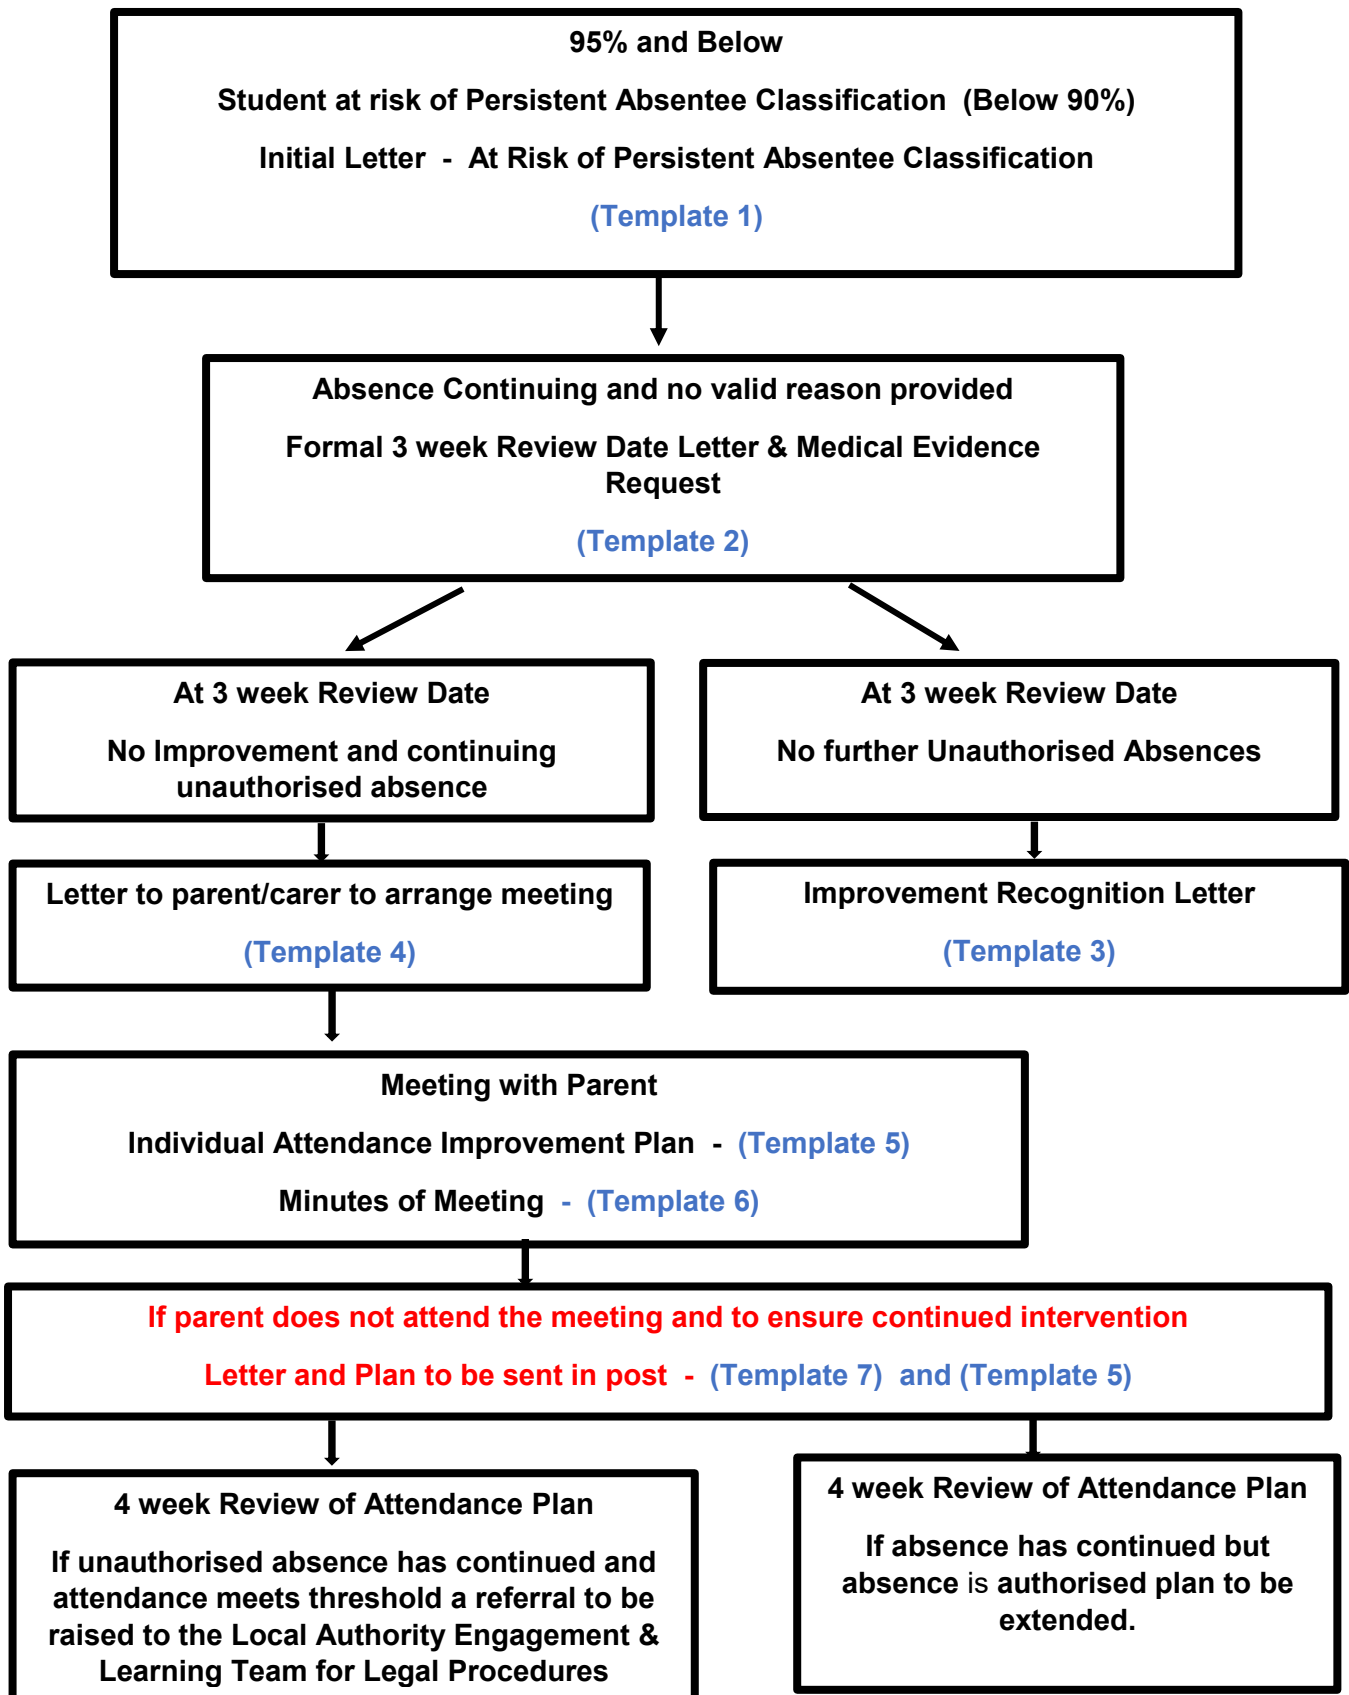 95% and Below
Student at risk of Persistent Absentee Classification (Below 90%)
Initial Letter - At Risk of Persistent Absentee Classification
(Template 1)
Absence Continuing and no valid reason provided
Formal 3 week Review Date Letter & Medical Evidence
Request
(Template 2)
At 3 week Review Date
No Improvement and continuing
unauthorised absence
At 3 week Review Date
No further Unauthorised Absences
Letter to parent/carer to arrange meeting
(Template 4)
Improvement Recognition Letter
(Template 3)
Meeting with Parent
Individual Attendance Improvement Plan - (Template 5)
Minutes of Meeting - (Template 6)
If parent does not attend the meeting and to ensure continued intervention
Letter and Plan to be sent in post - (Template 7) and (Template 5)
4 week Review of Attendance Plan
If unauthorised absence has continued and
attendance meets threshold a referral to be
raised to the Local Authority Engagement &
Learning Team for Legal Procedures
4 week Review of Attendance Plan
If absence has continued but
absence is authorised plan to be
extended.